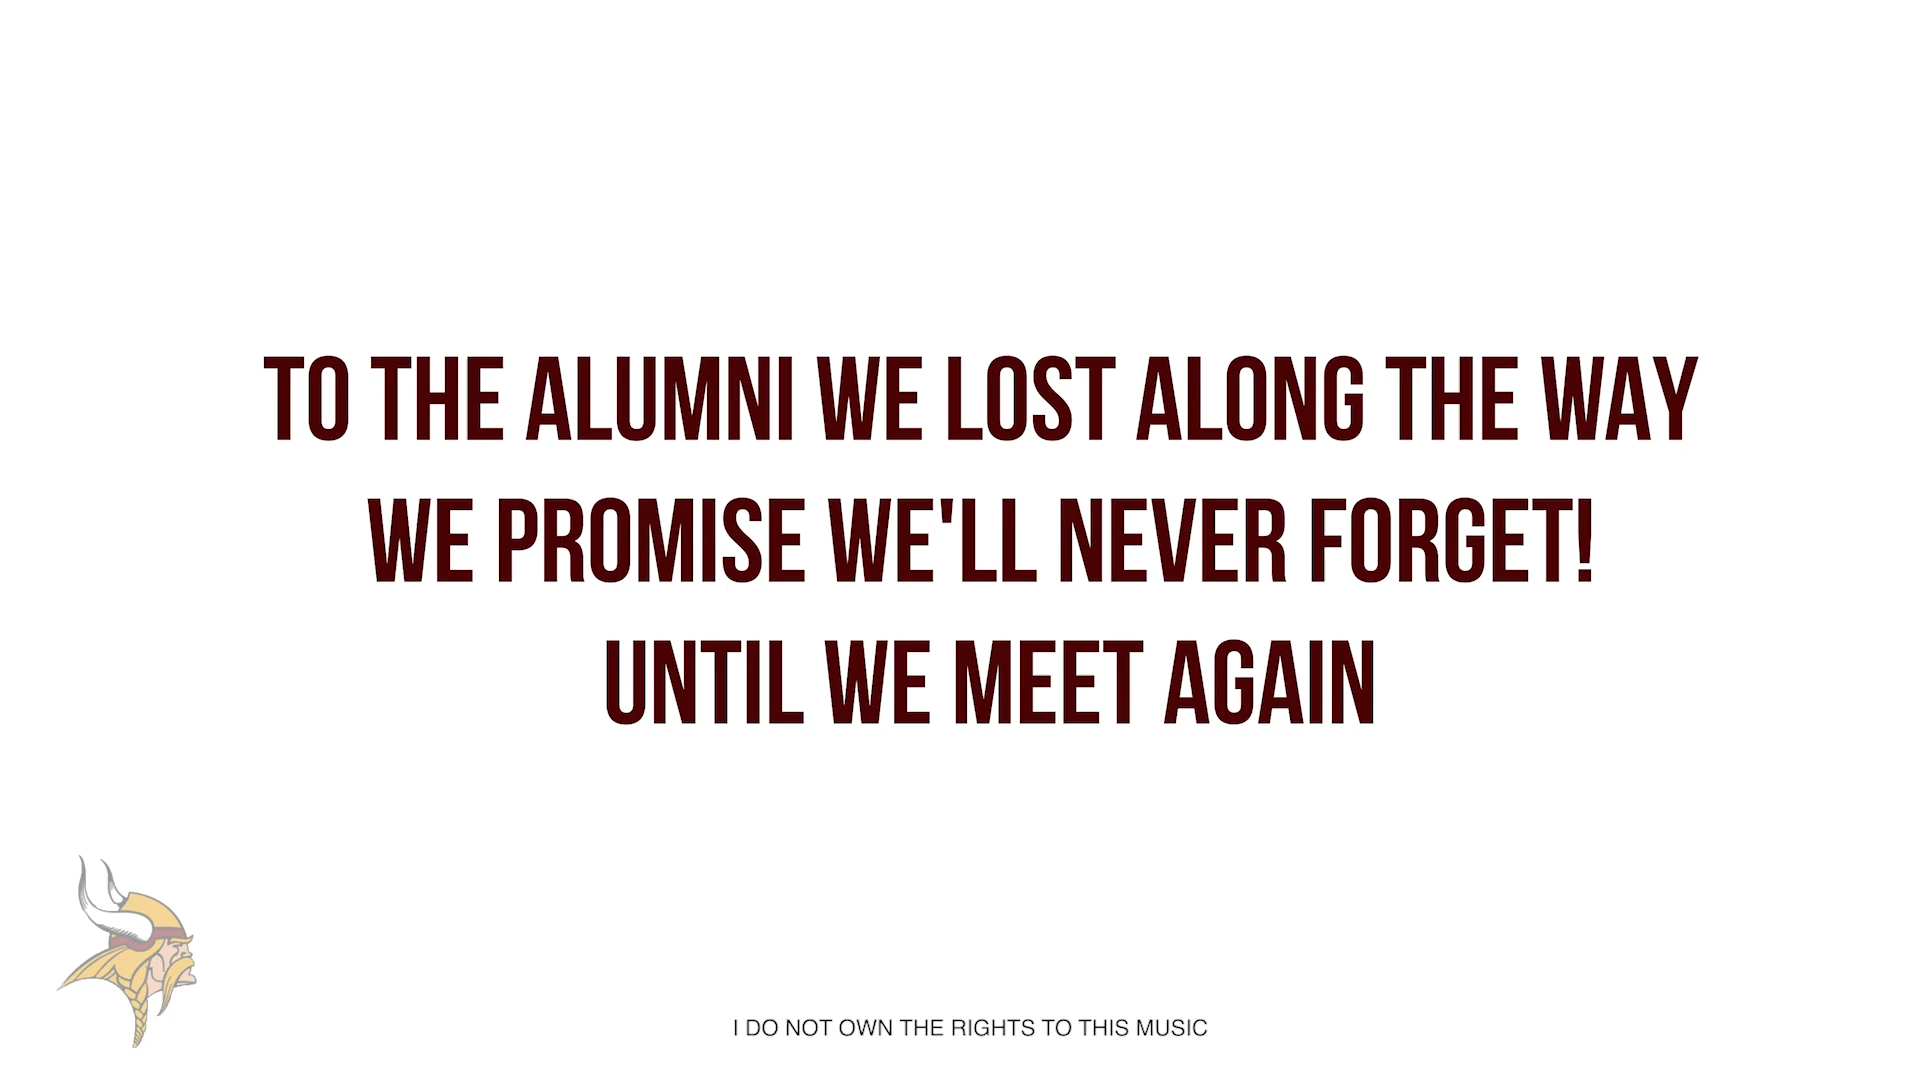 TO THE ALUMNI WE LOST ALONG THE WAY
WE PROMISE WE'LL NEVER FORGET!
UNTIL WE MEET AGAIN
I DO NOT OWN THE RIGHTS TO THIS MUSIC